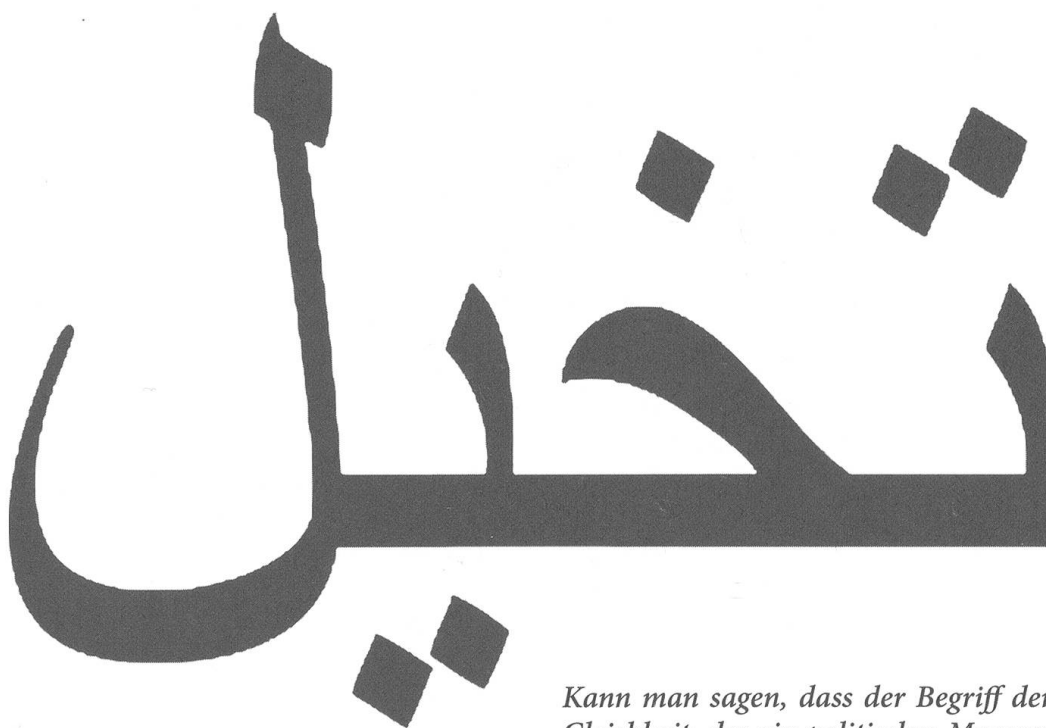 تخيل
Kann man sagen, dass der Begriff der